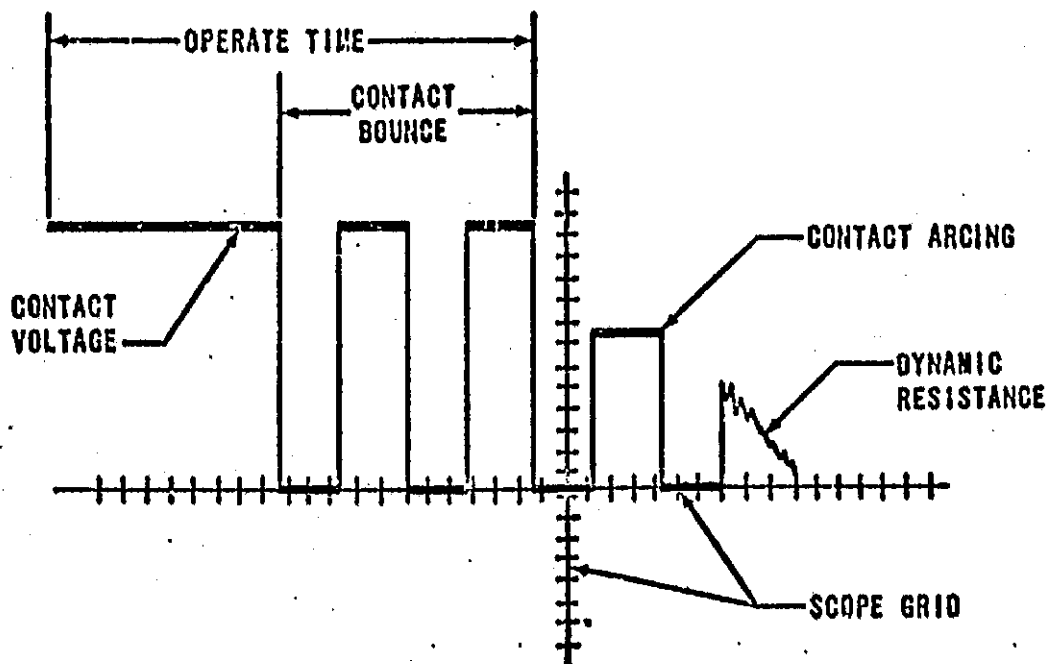 OPERATE TIME
CONTACT
BOUNCE
CONTACT ARCING
CONTACT
VOLTAGE
DYNAMIC
RESISTANCE
SCOPE GRID